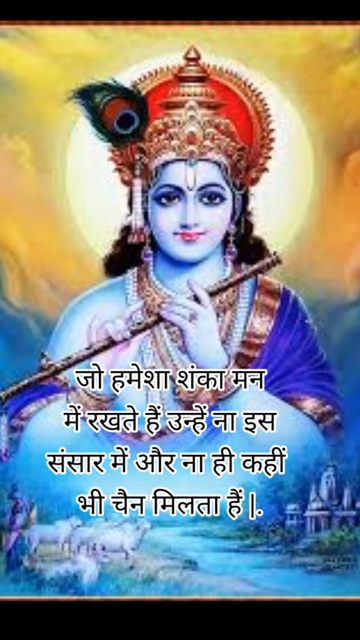 जो हमेशा शंका मन
में रखते हैं उन्हें ना इस
संसार में और ना ही कहीं
भी चैन मिलता हैं |.